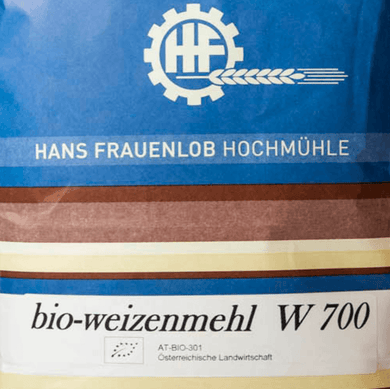 HF
HANS FRAUENLOB HOCHMÜHLE
bio-weizenmehl W 700
AT-BIO-301
Österreichische Landwirtschaft